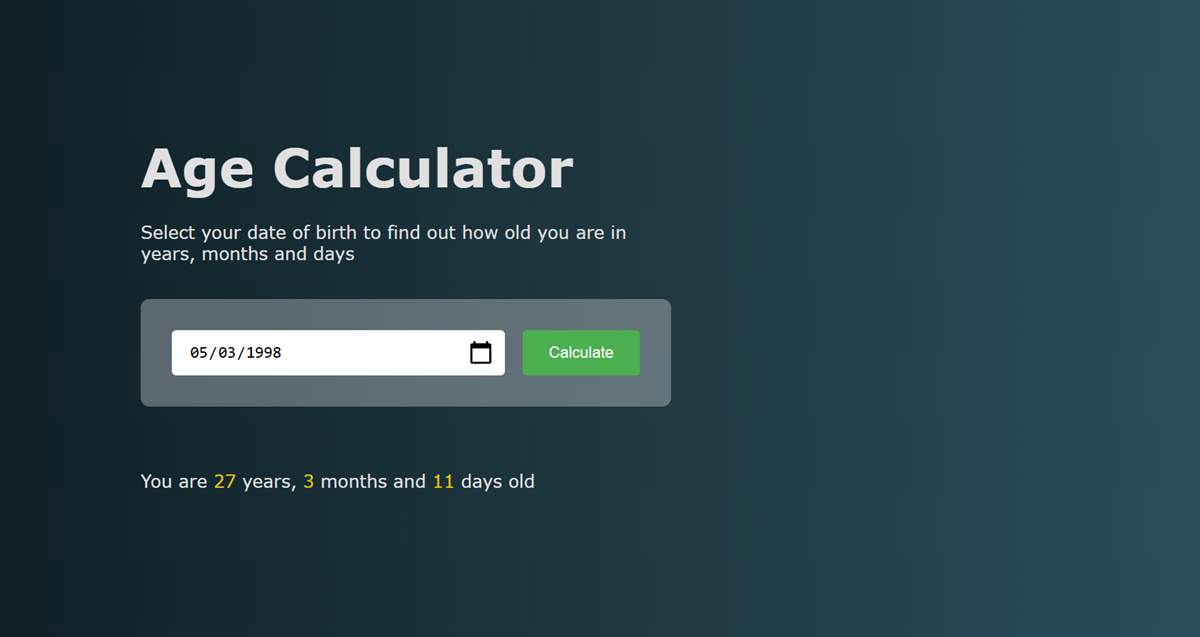 Age Calculator
Select your date of birth to find out how old you are in
years, months and days
05/03/1998
Calculate
You are 27 years, 3 months and 11 days old